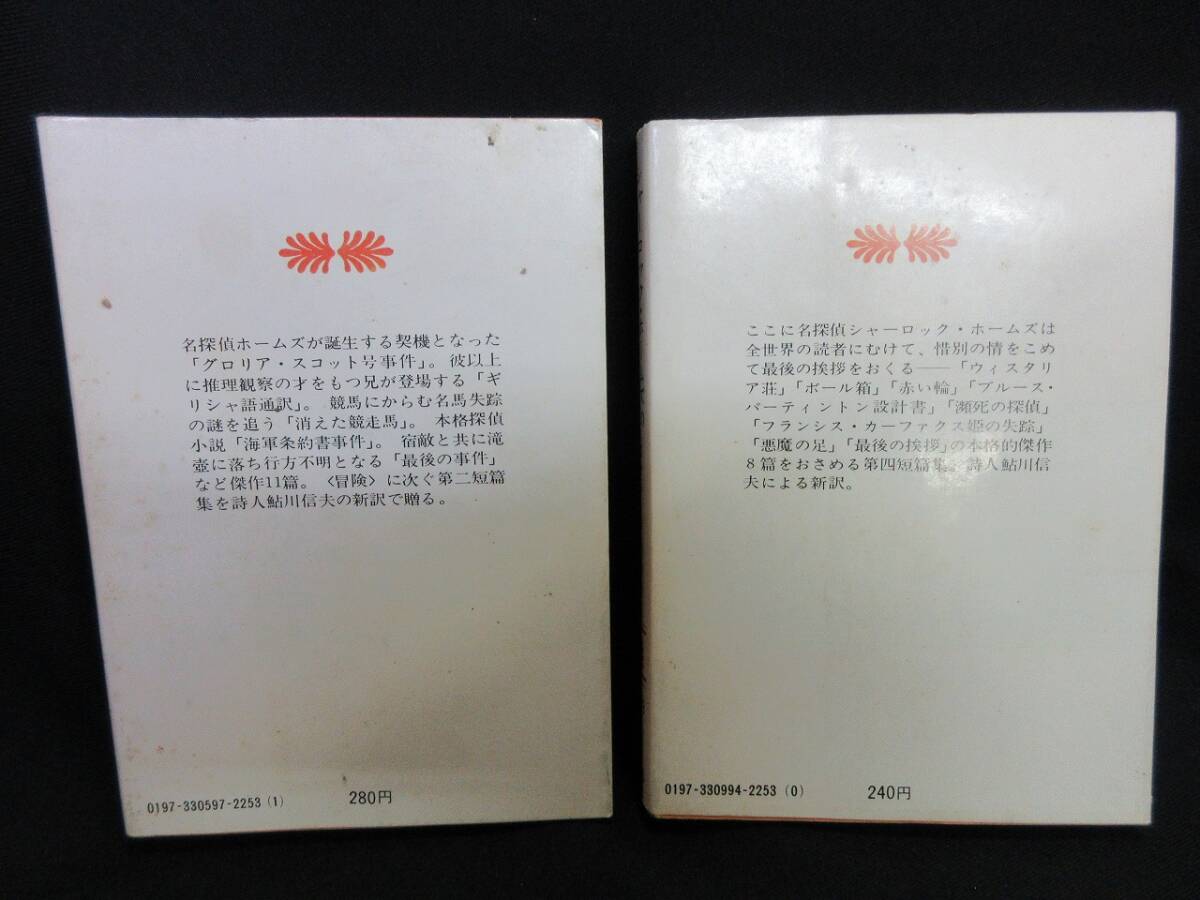 名探偵ホームズが誕生する契機となった
「グロリア・スコット号事件」。彼以上
に推理観察の才をもつ兄が登場する「ギ
リシャ語通訳」。競馬にからむ名馬失踪
の謎を追う「消えた競走馬」。本格探偵
小説「海軍条約書事件」。宿敵と共に滝
壺に落ち行方不明となる「最後の事件」
など傑作11篇。〈冒険〉に次ぐ第二短篇
集を詩人鮎川信夫の新訳で贈る。
0197-330597-2253（1）
280円
ここに名探偵シャーロック・ホームズは
全世界の読者にむけて、惜別の情をこめ
て最後の挨拶をおくる――「ウィスタリ
ア荘」「ボール箱」「赤い輪」「ブルース・
パーティントン設計書」「瀕死の探偵」
「フランシス・カーファクス姫の失踪」
「悪魔の足」「最後の挨拶」の本格的傑作
8篇をおさめる第四短篇集。詩人鮎川信
夫による新訳。
0197-330994-2253（0）
240円